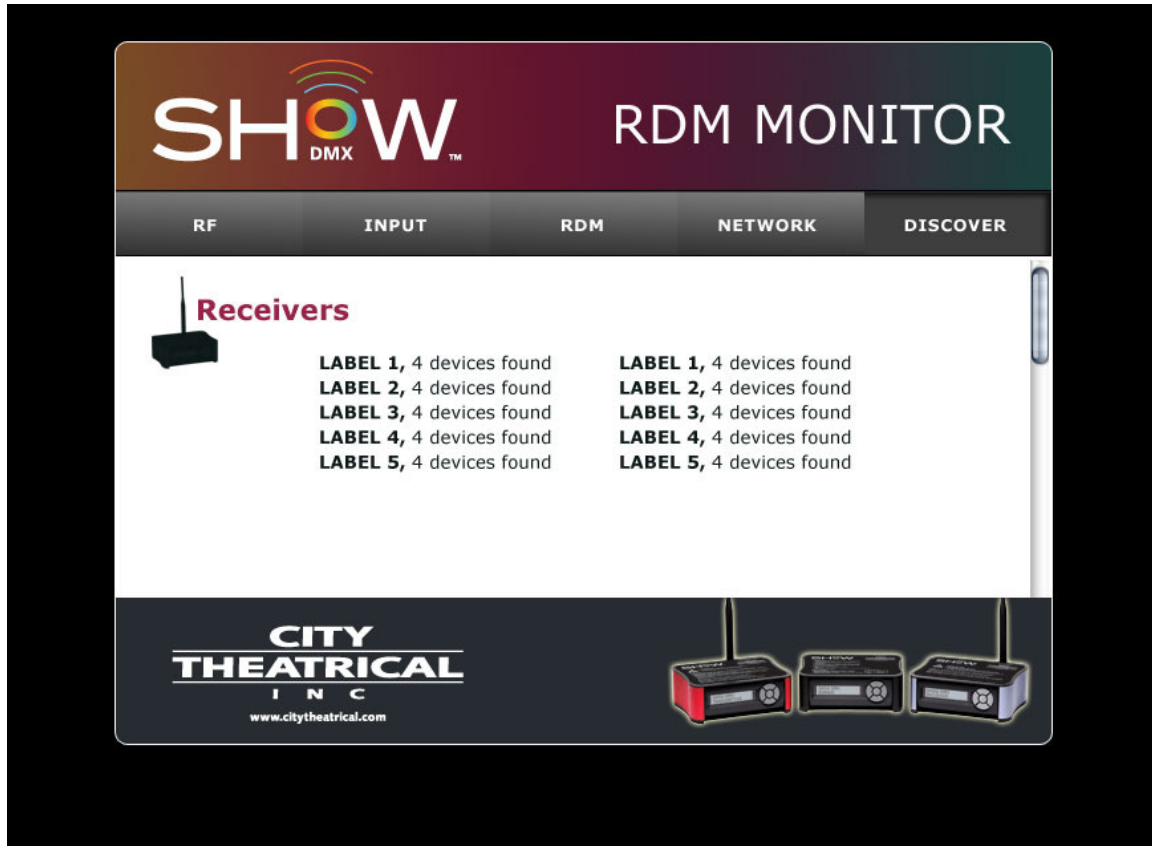 SHOW
DMX
TM
RDM MONITOR
RF INPUT RDM NETWORK DISCOVER
Receivers
LABEL 1, 4 devices found
LABEL 2, 4 devices found
LABEL 3, 4 devices found
LABEL 4, 4 devices found
LABEL 5, 4 devices found
LABEL 1, 4 devices found
LABEL 2, 4 devices found
LABEL 3, 4 devices found
LABEL 4, 4 devices found
LABEL 5, 4 devices found
CITY
THEATRICAL
INC
www.citytheatrical.com
SHOW
SHOW
SHOW